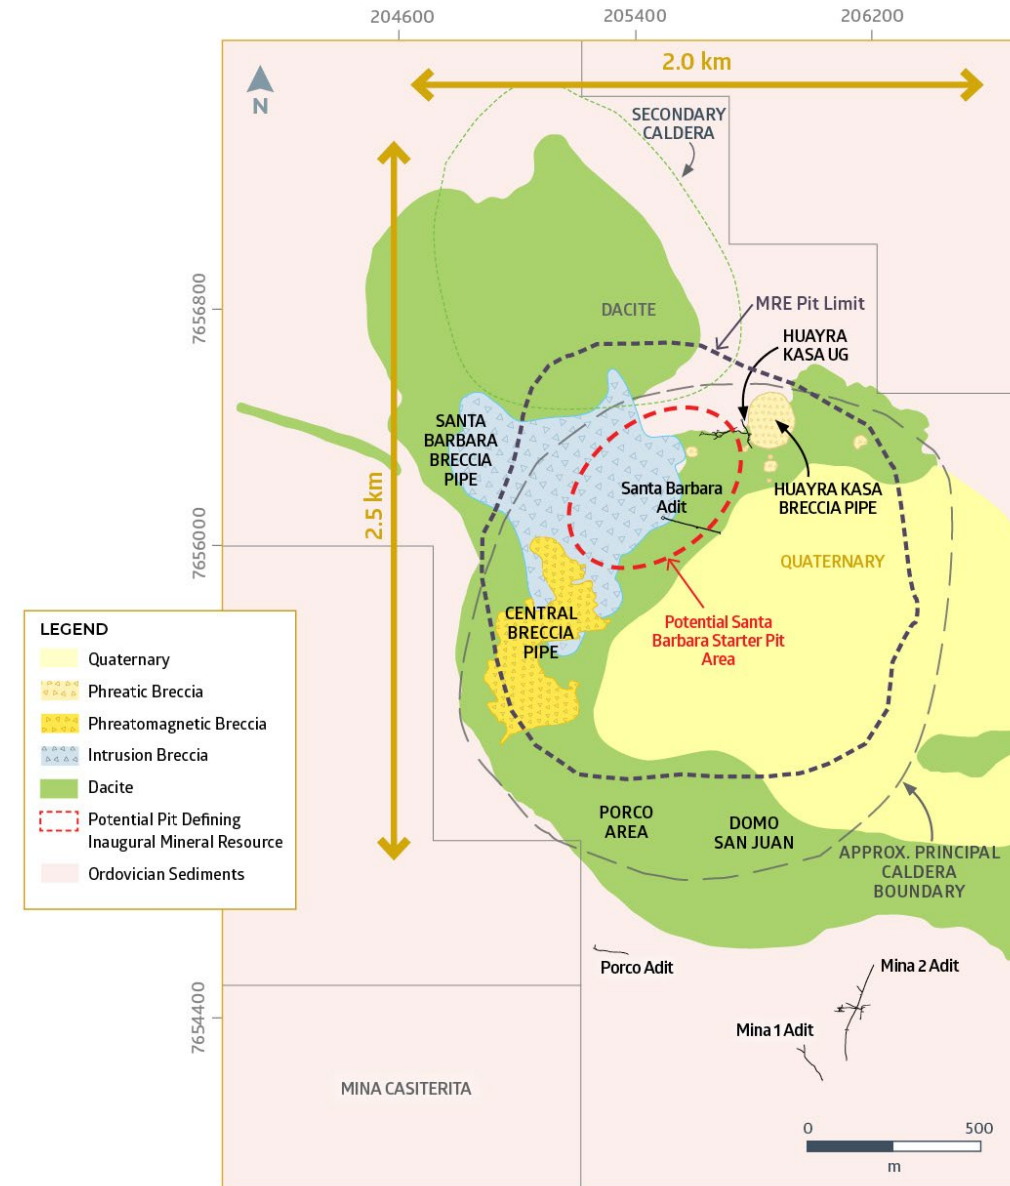 204600
205400
206200
2.0 km
N
SECONDARY
CALDERA
7656800
DACITE
MRE Pit Limit
HUAYRA
KASA UG
SANTA
BARBARA
BRECCIA
PIPE
2.5 km
Santa Barbara
Adit
HUAYRA KASA
BRECCIA PIPE
7656000
QUATERNARY
CENTRAL
BRECCIA
PIPE
Potential Santa
Barbara Starter Pit
Area
LEGEND
Quaternary
Phreatic Breccia
Phreatomagnetic Breccia
Intrusion Breccia
Dacite
Potential Pit Defining
Inaugural Mineral Resource
Ordovician Sediments
PORCO
AREA
DOMO
SAN JUAN
APPROX. PRINCIPAL
CALDERA
BOUNDARY
Porco Adit
Mina 2 Adit
7654400
Mina 1 Adit
MINA CASITERITA
0
500
m